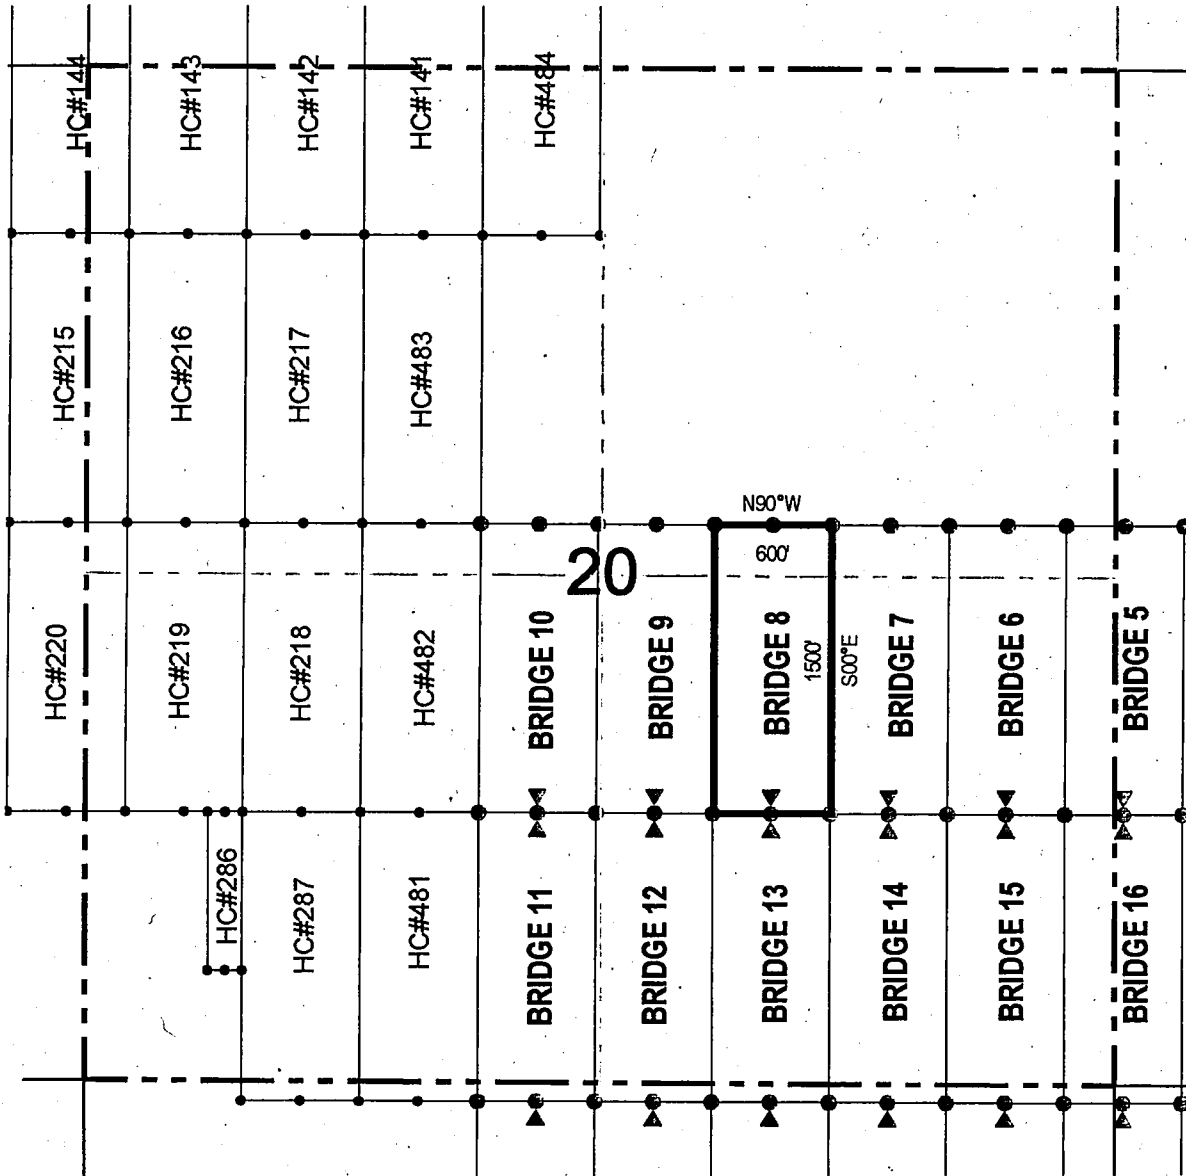 HC#144
HC#143
HC#142
HC#141
HC#484
HC#215
HC#216
HC#217
HC#483
N90°W
600'
20
HC#220
HC#219
HC#218
HC#482
BRIDGE 10
BRIDGE 9
BRIDGE 8
1500'
S00°E
BRIDGE 7
BRIDGE 6
BRIDGE 5
HC#286
HC#287
HC#481
BRIDGE 11
BRIDGE 12
BRIDGE 13
BRIDGE 14
BRIDGE 15
BRIDGE 16